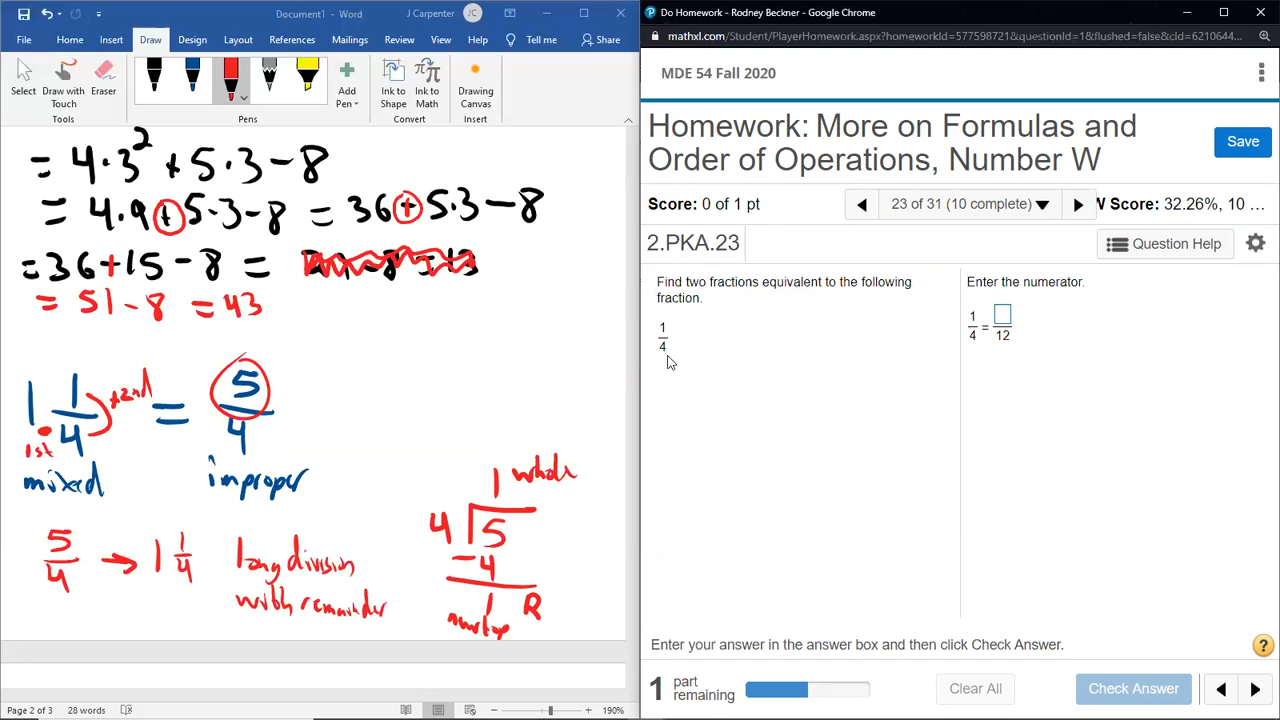 Document1 - Word
J Carpenter
JC
File Home Insert Draw Design Layout References Mailings Review View Help Tell me Share
Select Draw with Touch Eraser Add Pen Ink to Shape Ink to Math Drawing Canvas
Tools Pens Convert Insert
= 4·3² + 5·3 - 8
= 4·9 + 5·3 - 8 = 36 + 5·3 - 8
= 36 + 15 - 8 =
= 51 - 8 = 43
1 1/4 = 5/4
1st
+2nd
mixed improper
5/4 → 1 1/4
long division
with remainder
1 whole
4 5
- 4
1 R
Page 2 of 3 28 words 190%
Do Homework - Rodney Beckner - Google Chrome
mathxl.com/Student/PlayerHomework.aspx?homeworkId=577598721&questionId=1&flushed=false&cId=6210644...
MDE 54 Fall 2020
Homework: More on Formulas and
Order of Operations, Number W
Save
Score: 0 of 1 pt
23 of 31 (10 complete)
W Score: 32.26%, 10 ...
2.PKA.23
Question Help
Find two fractions equivalent to the following
fraction.
1/4
Enter the numerator.
1/4 = /12
Enter your answer in the answer box and then click Check Answer.
?
1 part remaining
Clear All
Check Answer